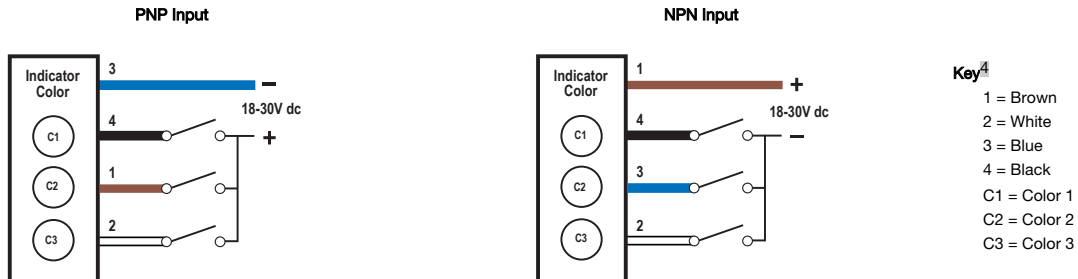 PNP Input
Indicator
Color
3
−
18-30V dc
4
+
C1
1
C2
2
C3
NPN Input
Indicator
Color
1
+
18-30V dc
4
−
C1
3
C2
2
C3
Key4
1 = Brown
2 = White
3 = Blue
4 = Black
C1 = Color 1
C2 = Color 2
C3 = Color 3